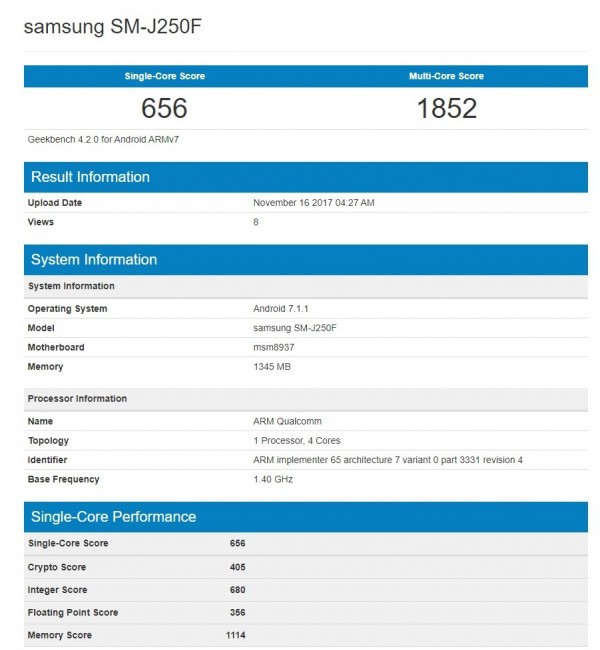 samsung SM-J250F
Single-Core Score Multi-Core Score
656 1852
Geekbench 4.2.0 for Android ARMv7
Result Information
Upload Date November 16 2017 04:27 AM
Views 8
System Information
System Information
Operating System Android 7.1.1
Model samsung SM-J250F
Motherboard msm8937
Memory 1345 MB
Processor Information
Name ARM Qualcomm
Topology 1 Processor, 4 Cores
Identifier ARM implementer 65 architecture 7 variant 0 part 3331 revision 4
Base Frequency 1.40 GHz
Single-Core Performance
Single-Core Score 656
Crypto Score 405
Integer Score 680
Floating Point Score 356
Memory Score 1114